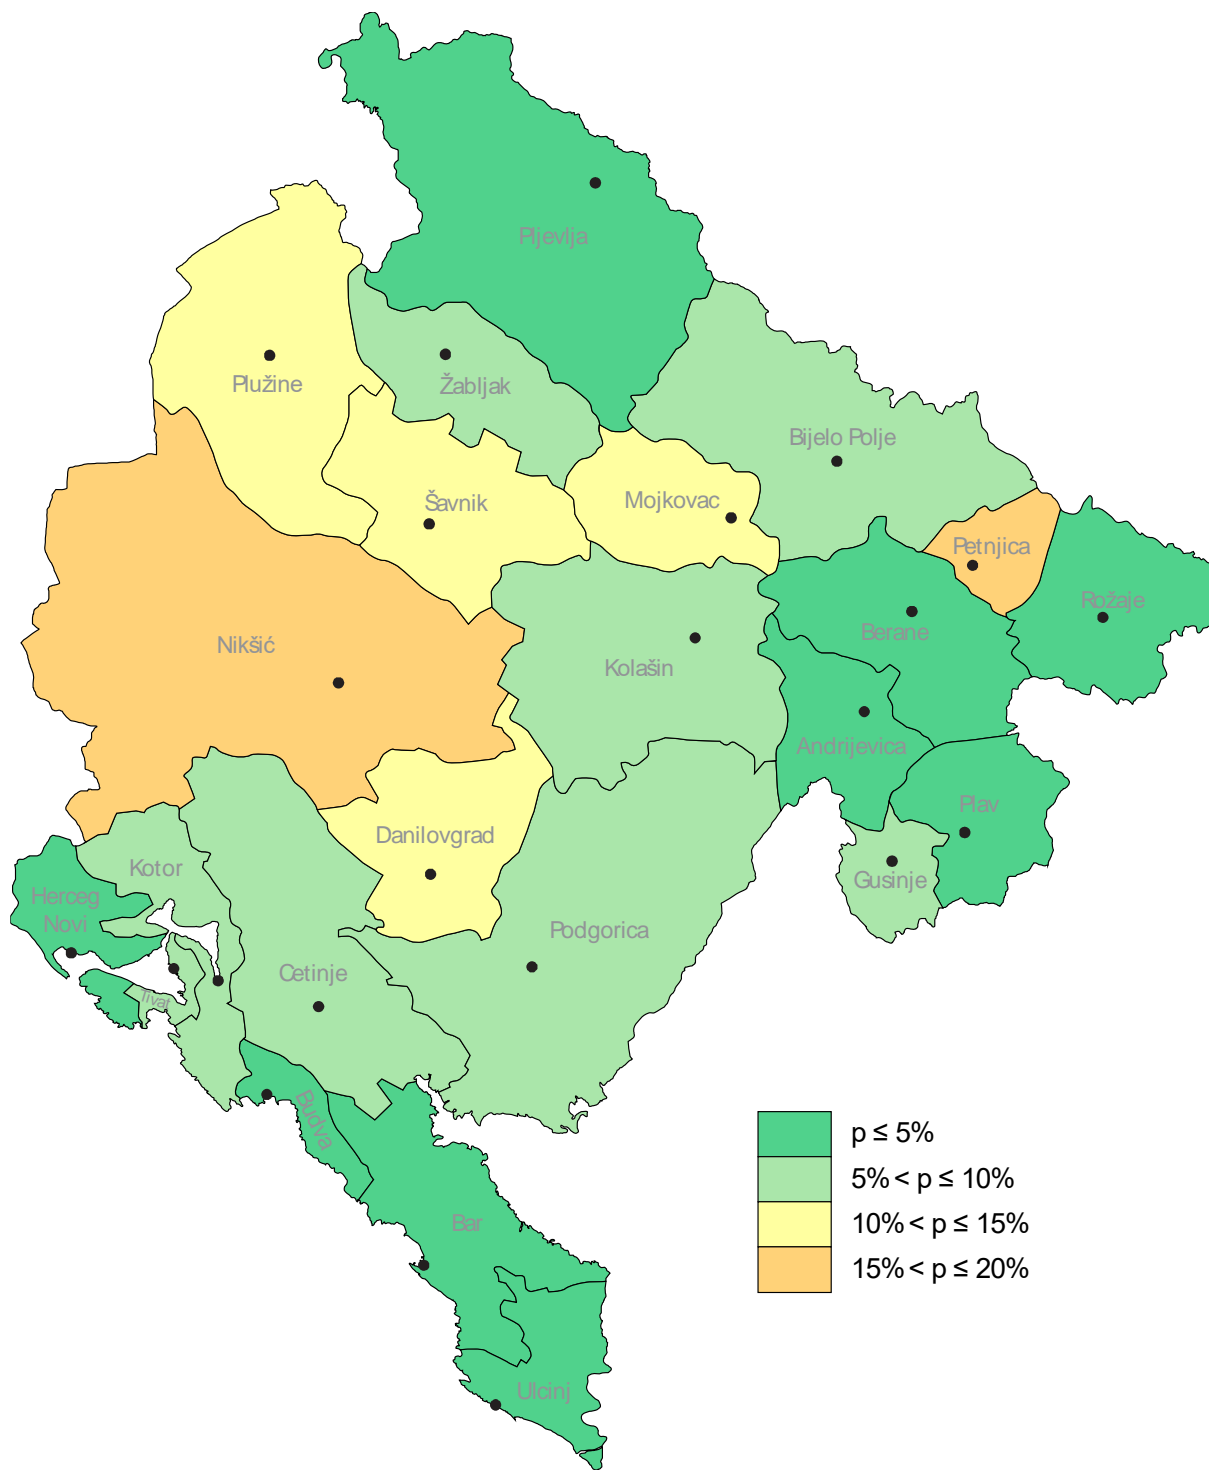 Pljevlja
Plužine
Žabljak
Bijelo Polje
Šavnik
Mojkovac
Petnjica
Rožaje
Berane
Nikšić
Kolašin
Andrijevica
Plav
Danilovgrad
Kotor
Gusinje
Herceg
Novi
Podgorica
Cetinje
Tivat
Budva
Bar
Ulcinj
p ≤ 5%
5% < p ≤ 10%
10% < p ≤ 15%
15% < p ≤ 20%